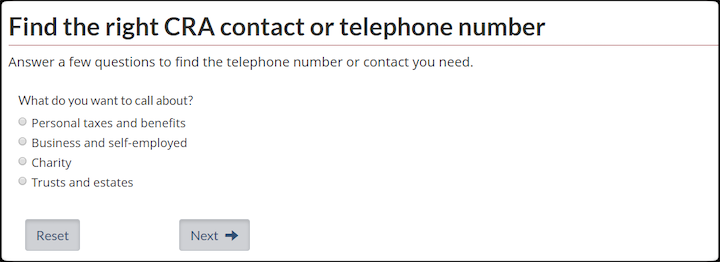 Find the right CRA contact or telephone number
Answer a few questions to find the telephone number or contact you need.
What do you want to call about?
Personal taxes and benefits
Business and self-employed
Charity
Trusts and estates
Reset
Next